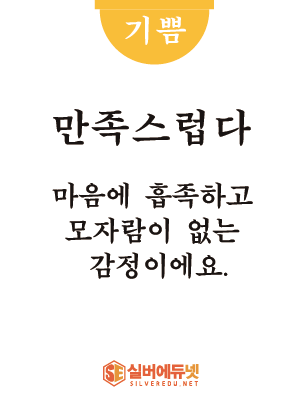 기쁨
만족스럽다
마음에 흡족하고
모자람이 없는
감정이에요.
SE 실버에듀넷
SILVEREDU.NET